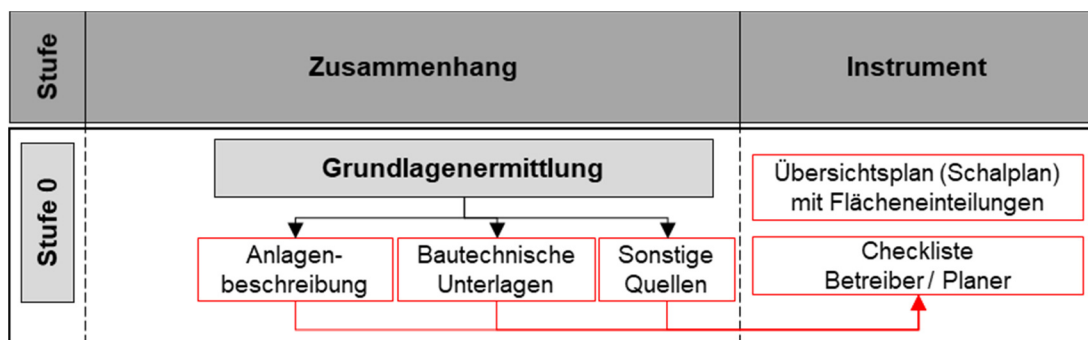 Stufe
Zusammenhang
Instrument
Stufe 0
Grundlagenermittlung
Anlagen-
beschreibung
Bautechnische
Unterlagen
Sonstige
Quellen
Übersichtsplan (Schalplan)
mit Flächeneinteilungen
Checkliste
Betreiber / Planer